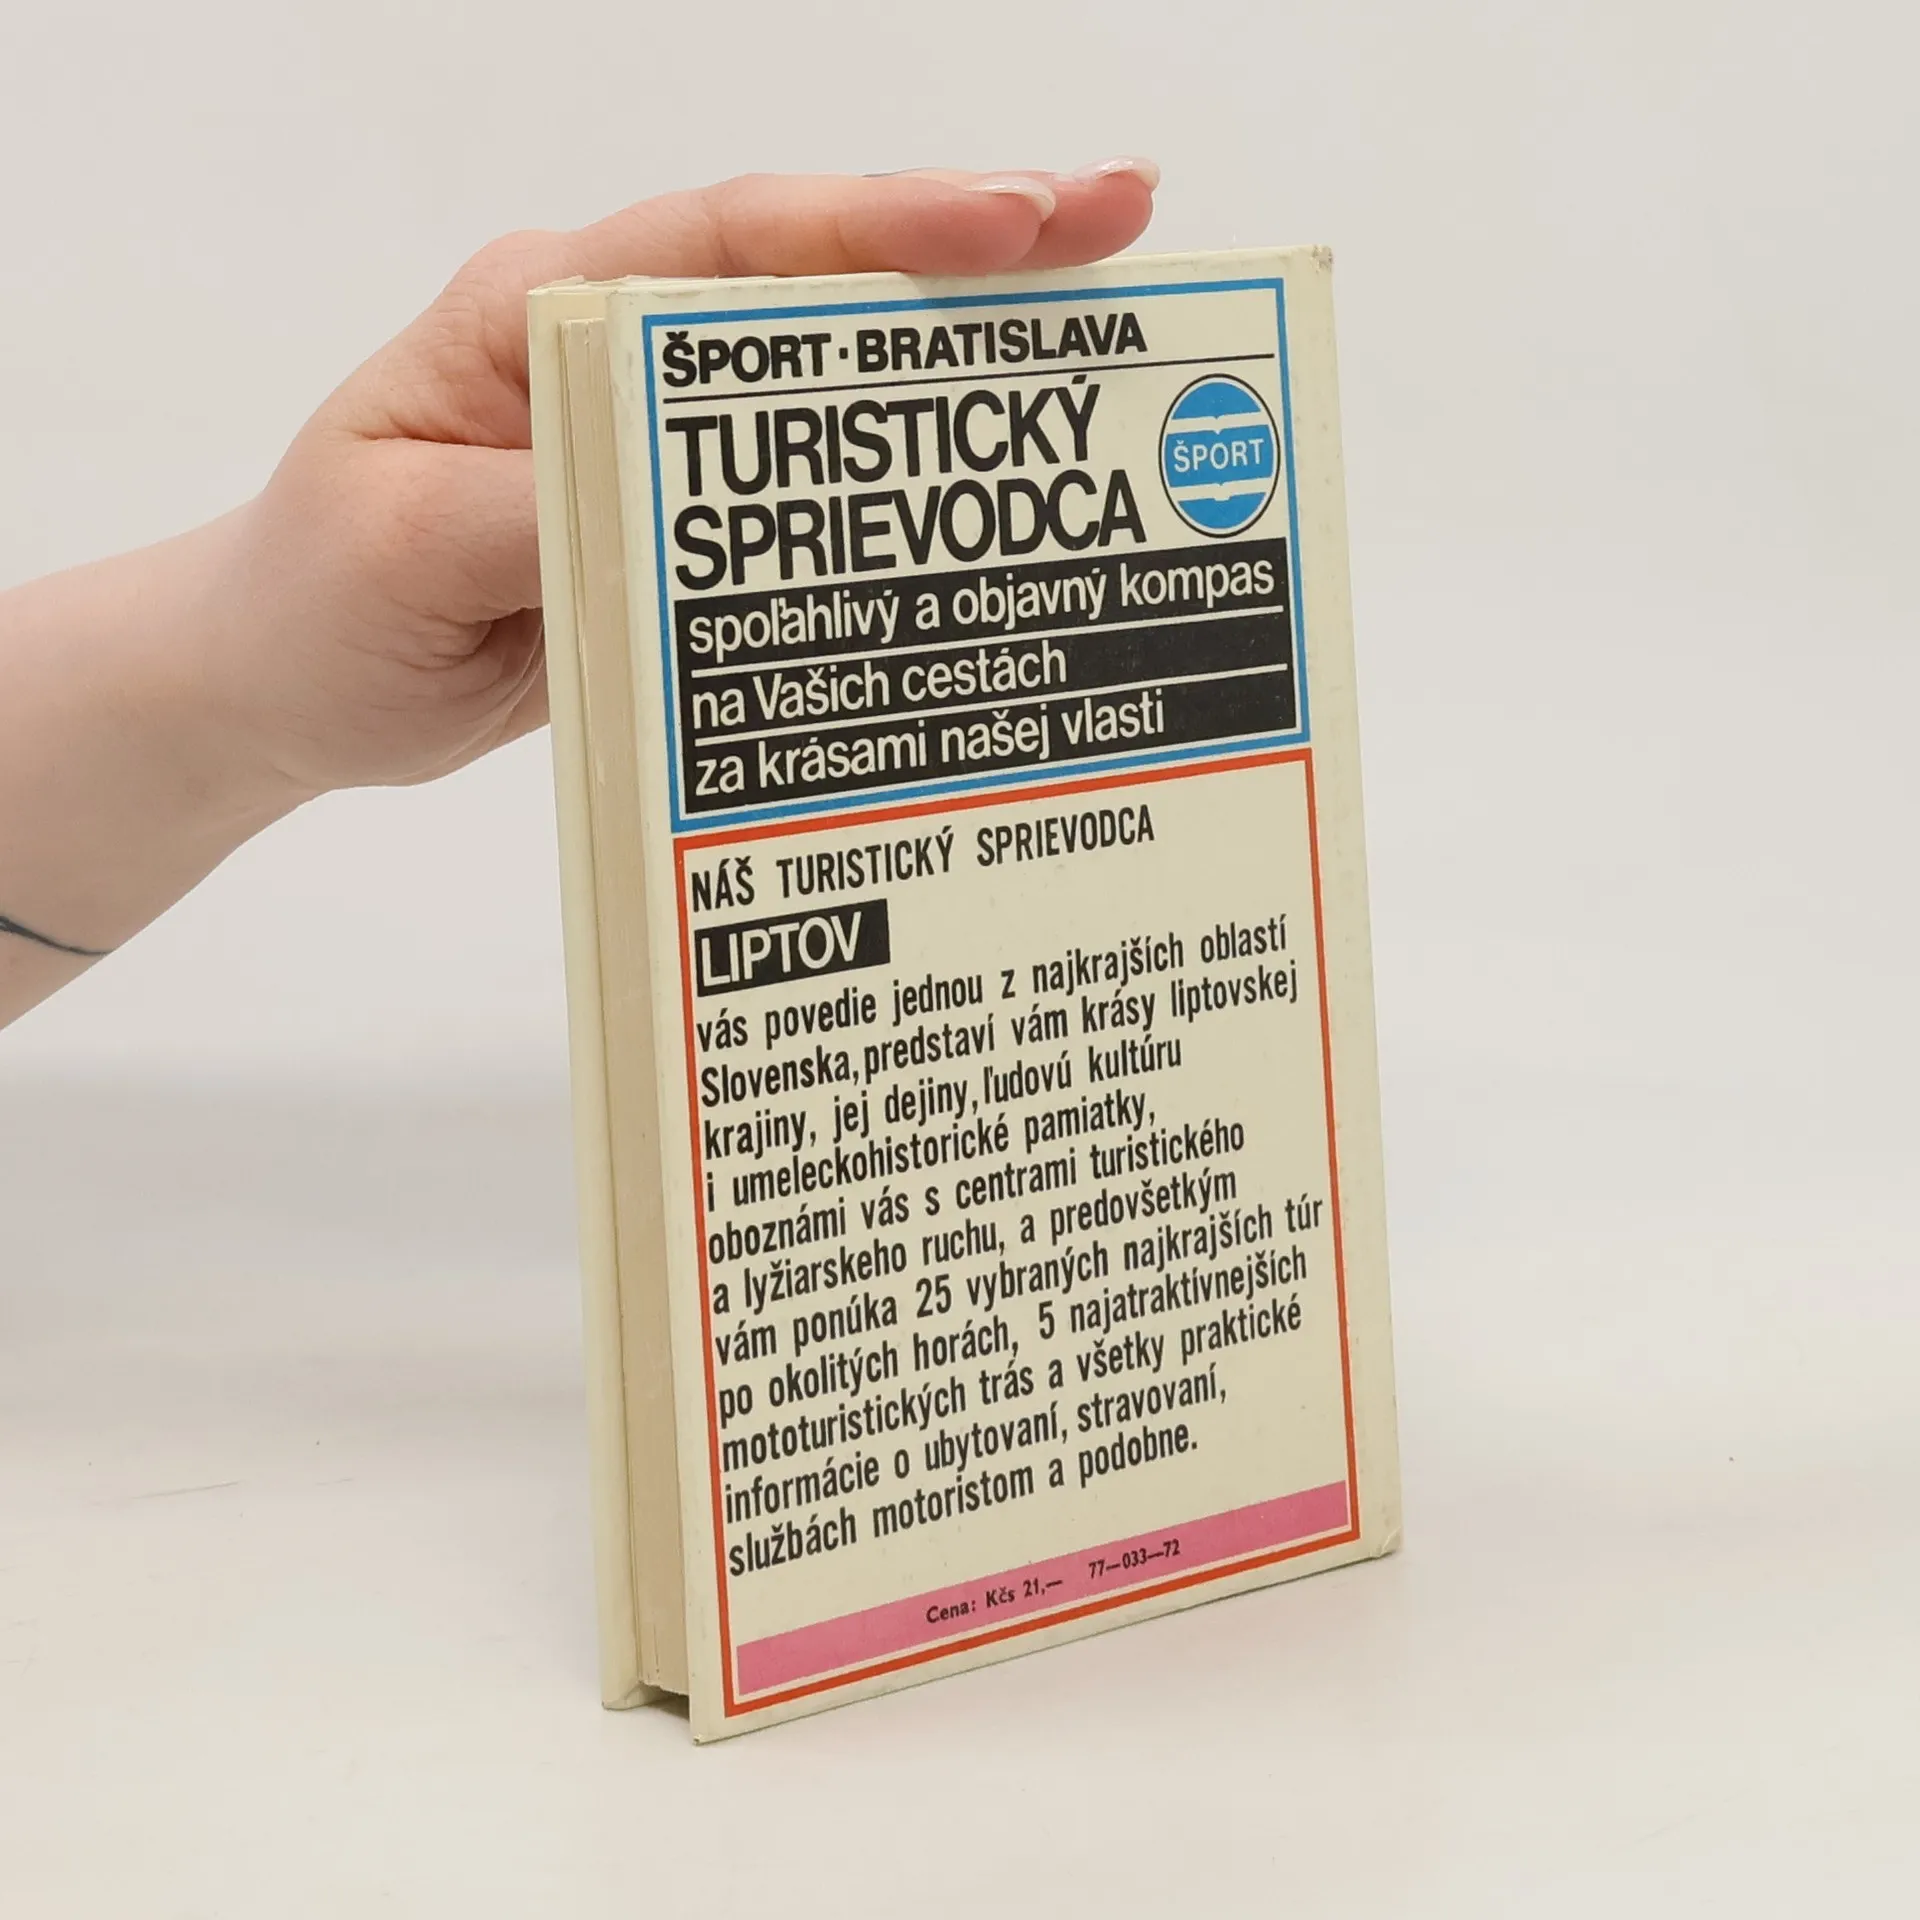 ŠPORT · BRATISLAVA
TURISTICKÝ
SPRIEVODCA
ŠPORT
spoľahlivý a objavný kompas
na Vašich cestách
za krásami našej vlasti
NÁŠ TURISTICKÝ SPRIEVODCA
LIPTOV
vás povedie jednou z najkrajších oblastí
Slovenska, predstaví vám krásy liptovskej
krajiny, jej dejiny, ľudovú kultúru
i umeleckohistorické pamiatky,
oboznámi vás s centrami turistického
a lyžiarskeho ruchu, a predovšetkým
vám ponúka 25 vybraných najkrajších túr
po okolitých horách, 5 najatraktívnejších
mototuristických trás a všetky praktické
informácie o ubytovaní, stravovaní,
službách motoristom a podobne.
Cena: Kčs 21,— 77—033—72